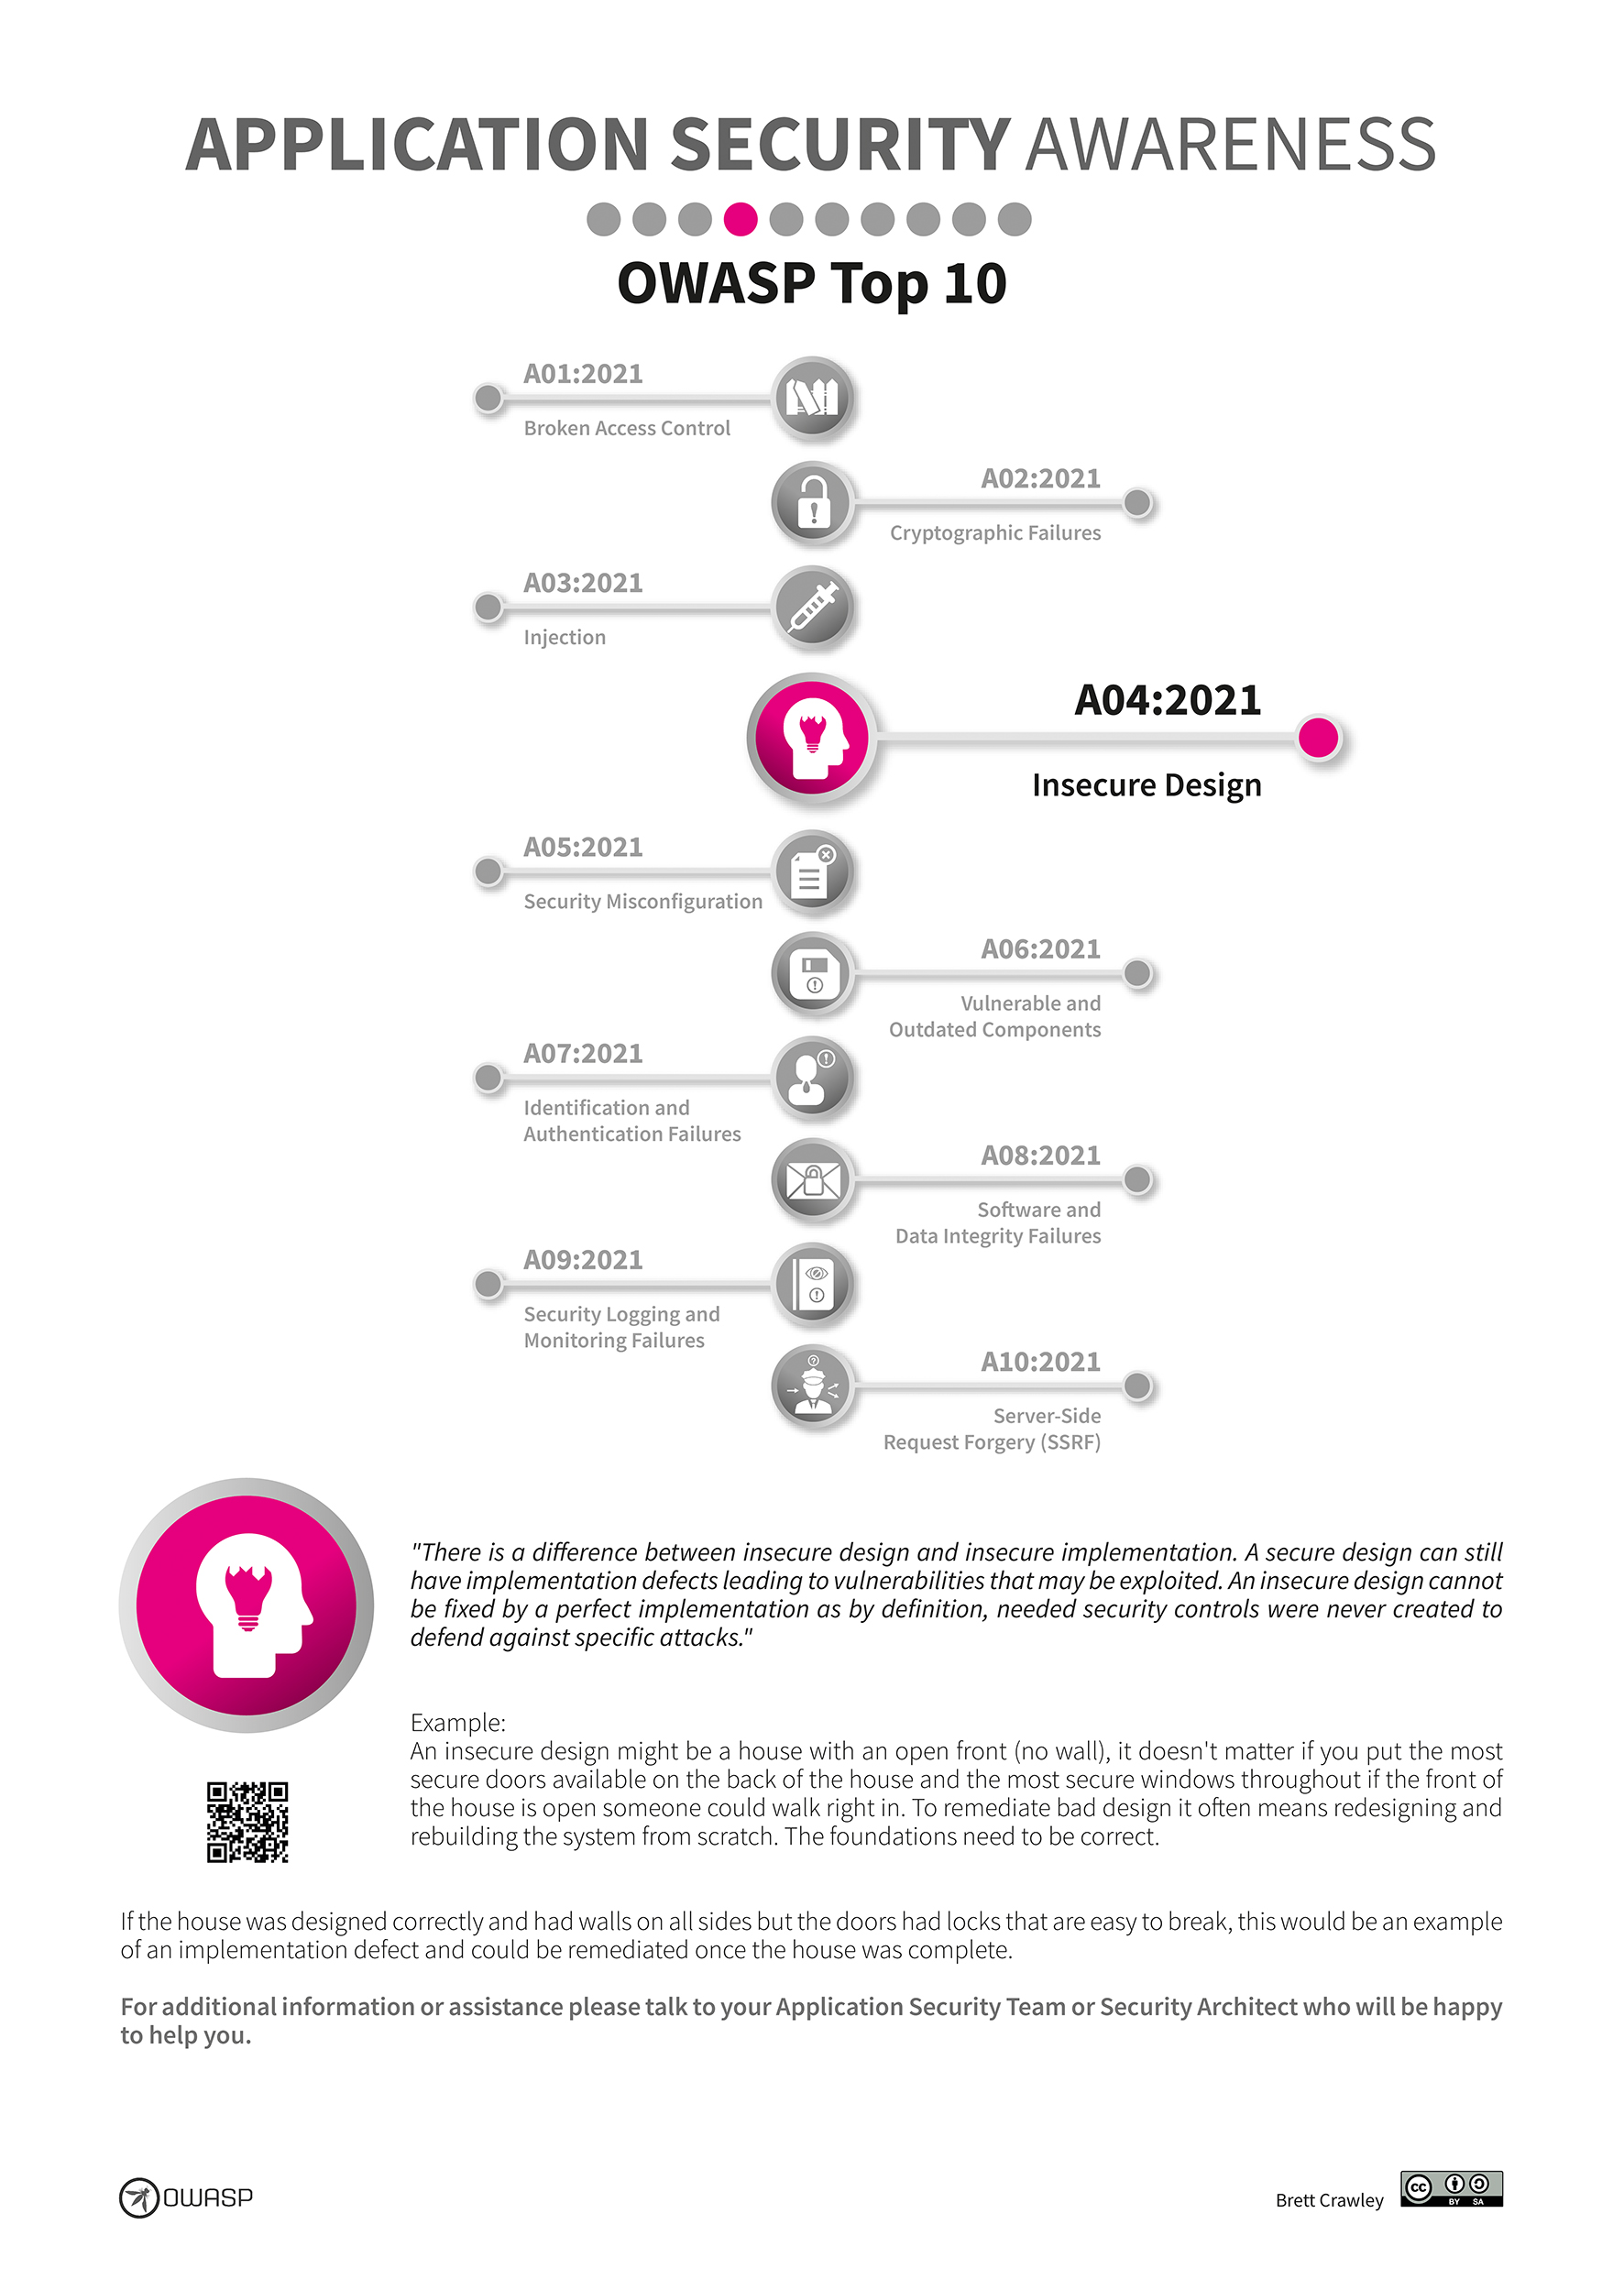 APPLICATION SECURITY AWARENESS
OWASP Top 10
A01:2021
Broken Access Control
A02:2021
Cryptographic Failures
A03:2021
Injection
A04:2021
Insecure Design
A05:2021
Security Misconfiguration
A06:2021
Vulnerable and
Outdated Components
A07:2021
Identification and
Authentication Failures
A08:2021
Software and
Data Integrity Failures
A09:2021
Security Logging and
Monitoring Failures
A10:2021
Server-Side
Request Forgery (SSRF)
"There is a difference between insecure design and insecure implementation. A secure design can still
have implementation defects leading to vulnerabilities that may be exploited. An insecure design cannot
be fixed by a perfect implementation as by definition, needed security controls were never created to
defend against specific attacks."
Example:
An insecure design might be a house with an open front (no wall), it doesn't matter if you put the most
secure doors available on the back of the house and the most secure windows throughout if the front of
the house is open someone could walk right in. To remediate bad design it often means redesigning and
rebuilding the system from scratch. The foundations need to be correct.
If the house was designed correctly and had walls on all sides but the doors had locks that are easy to break, this would be an example
of an implementation defect and could be remediated once the house was complete.
For additional information or assistance please talk to your Application Security Team or Security Architect who will be happy
to help you.
OWASP
Brett Crawley
cc
BY SA